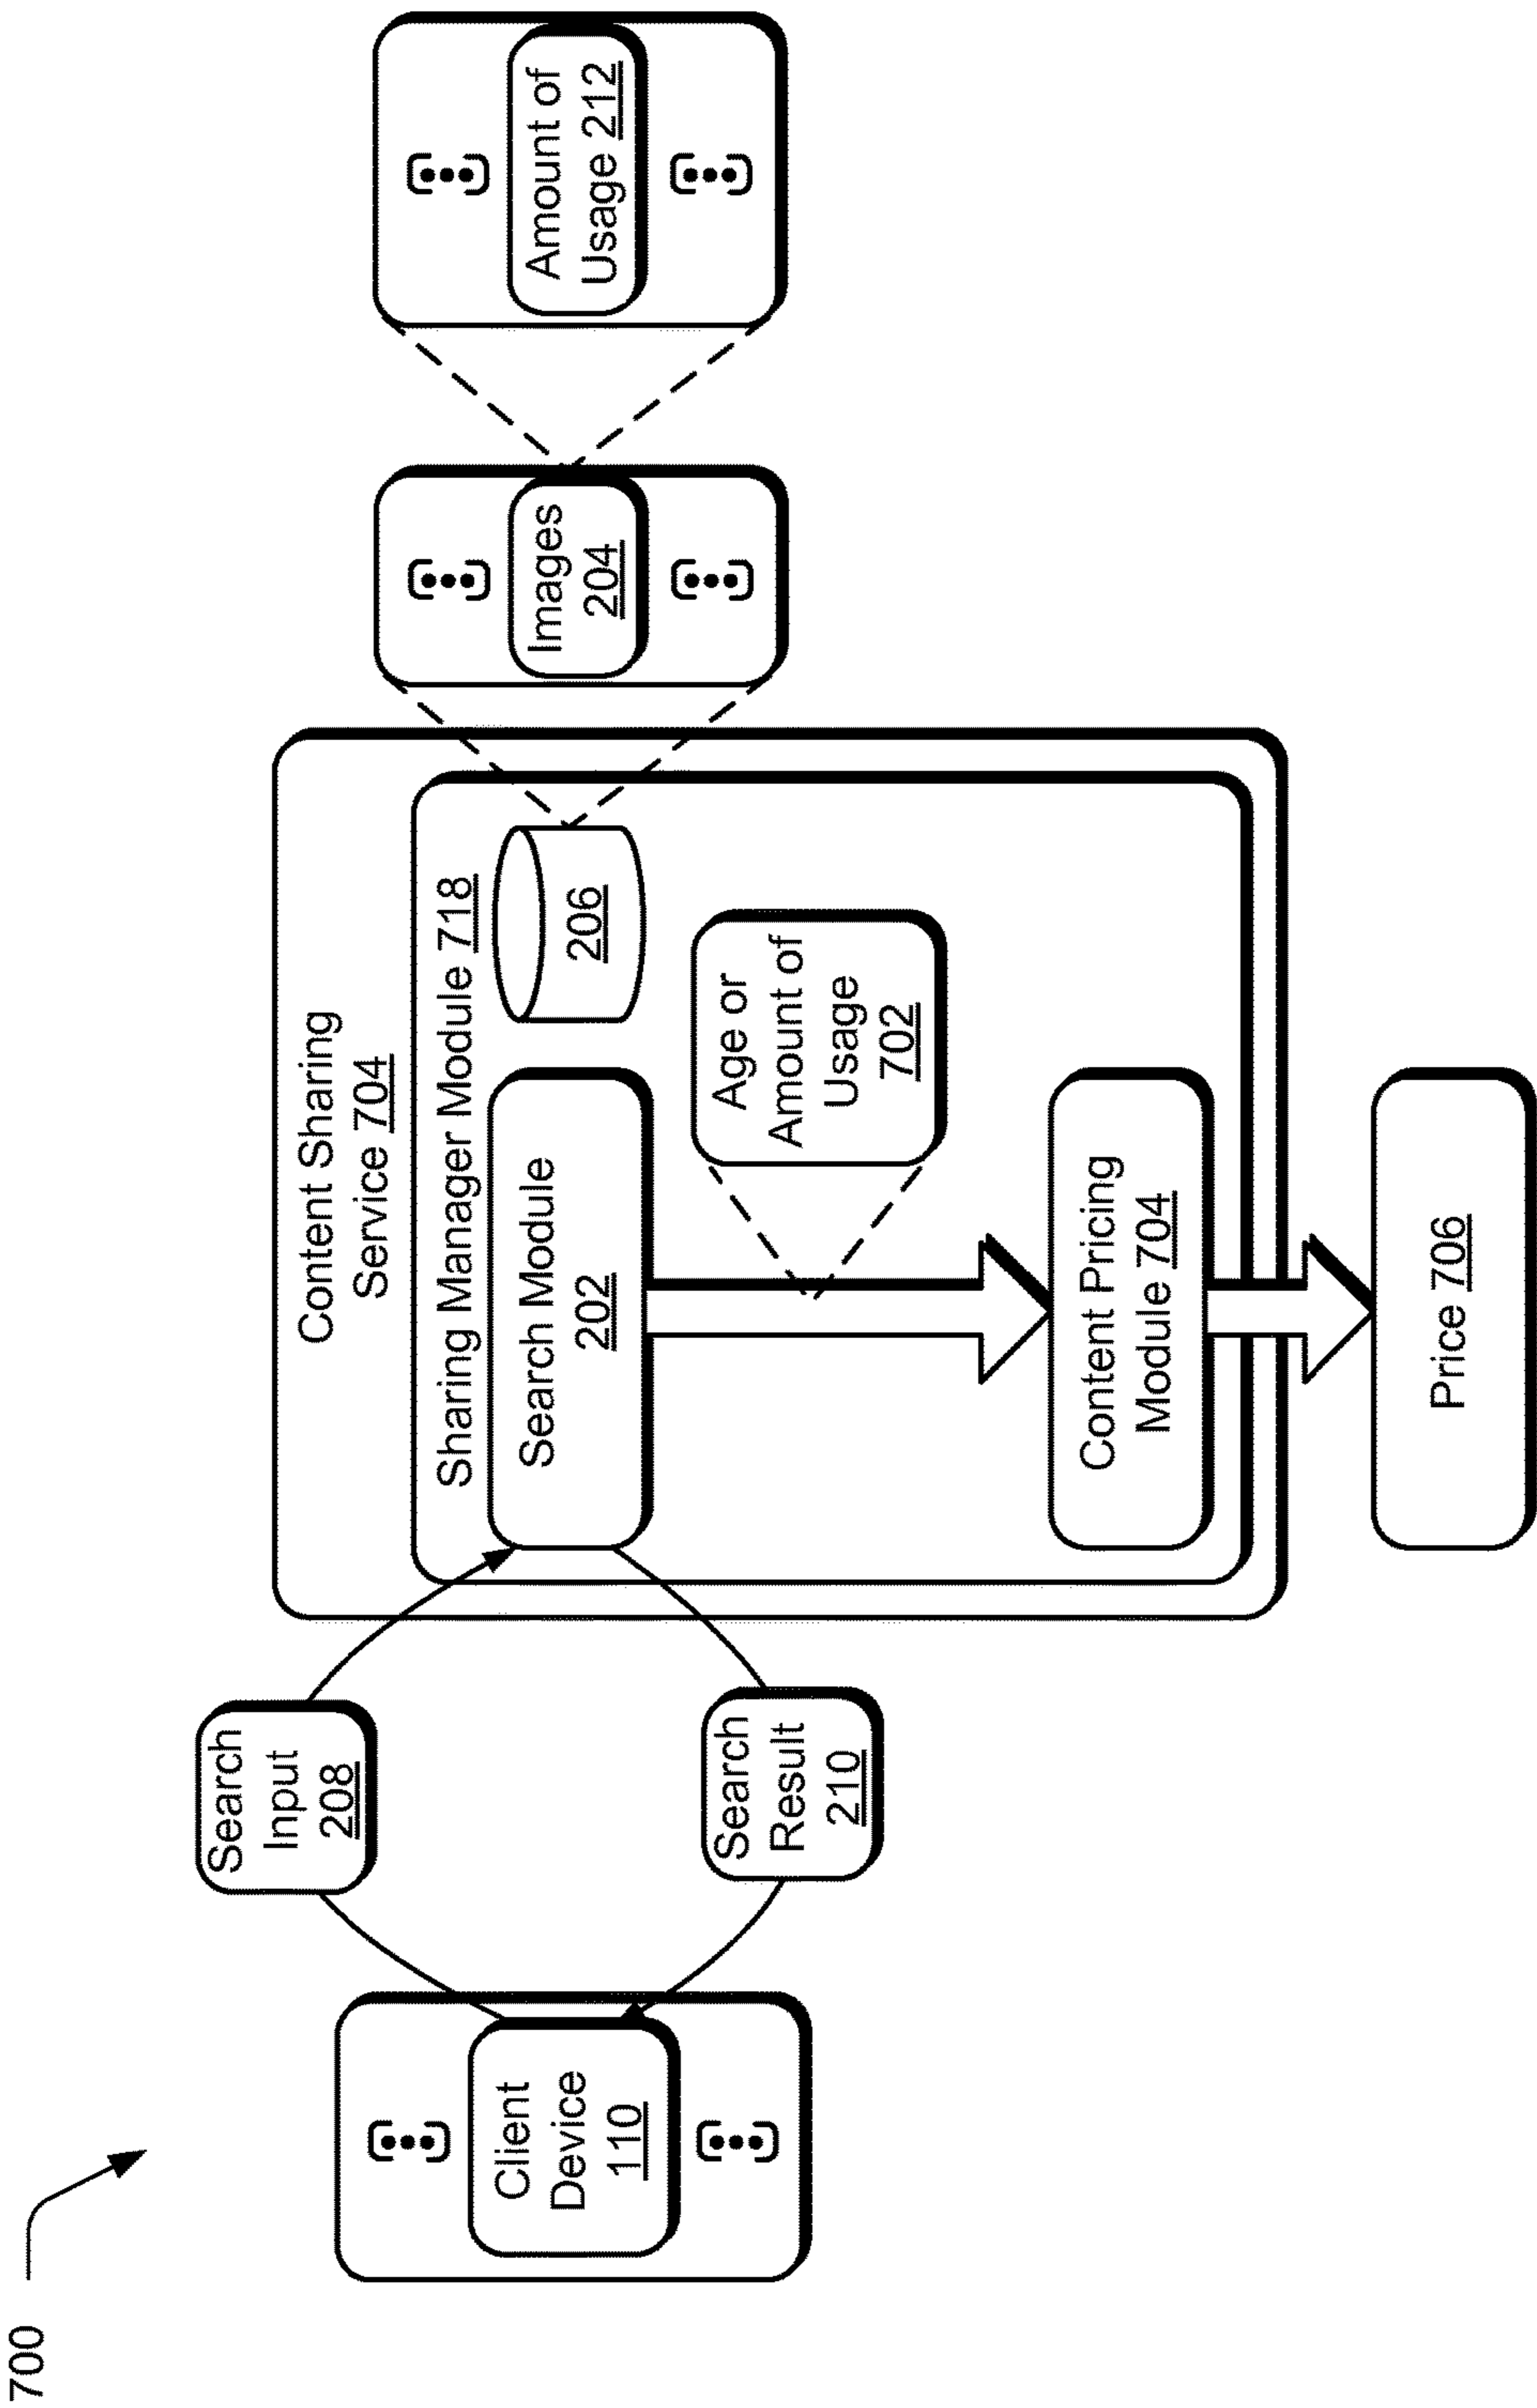 700
Client
Device
110
Search
Input
208
Search
Result
210
Content Sharing
Service 704
Sharing Manager Module 718
Search Module
202
206
Age or
Amount of
Usage
702
Content Pricing
Module 704
Price 706
Images
204
Amount of
Usage 212